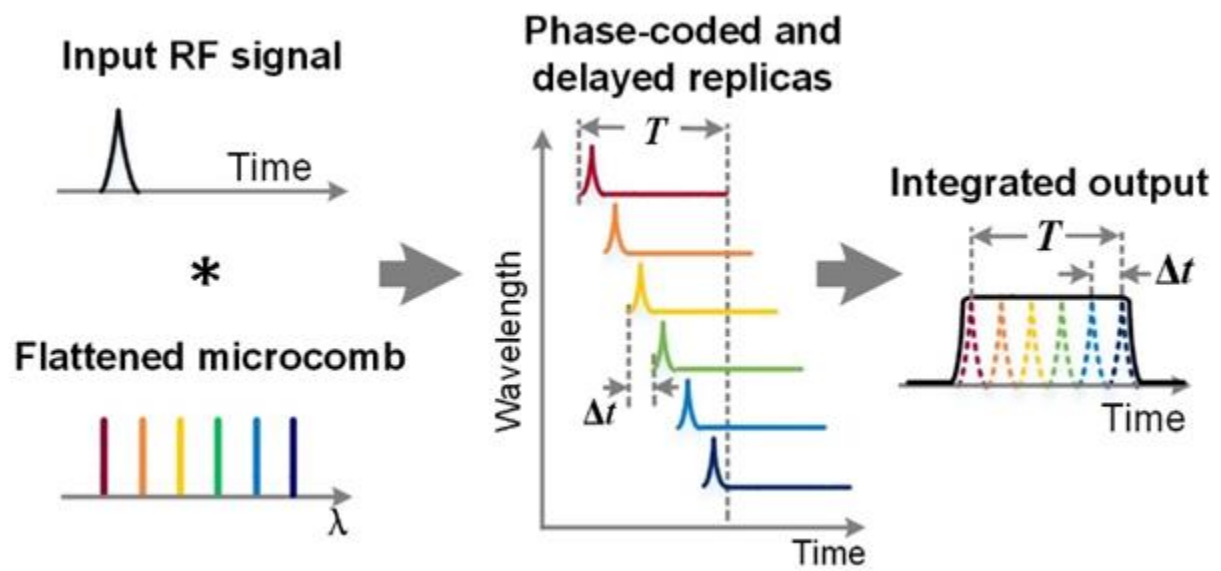 Input RF signal
Time
*
Flattened microcomb
λ
Phase-coded and
delayed replicas
T
Wavelength
Δt
Time
Integrated output
T
Δt
Time